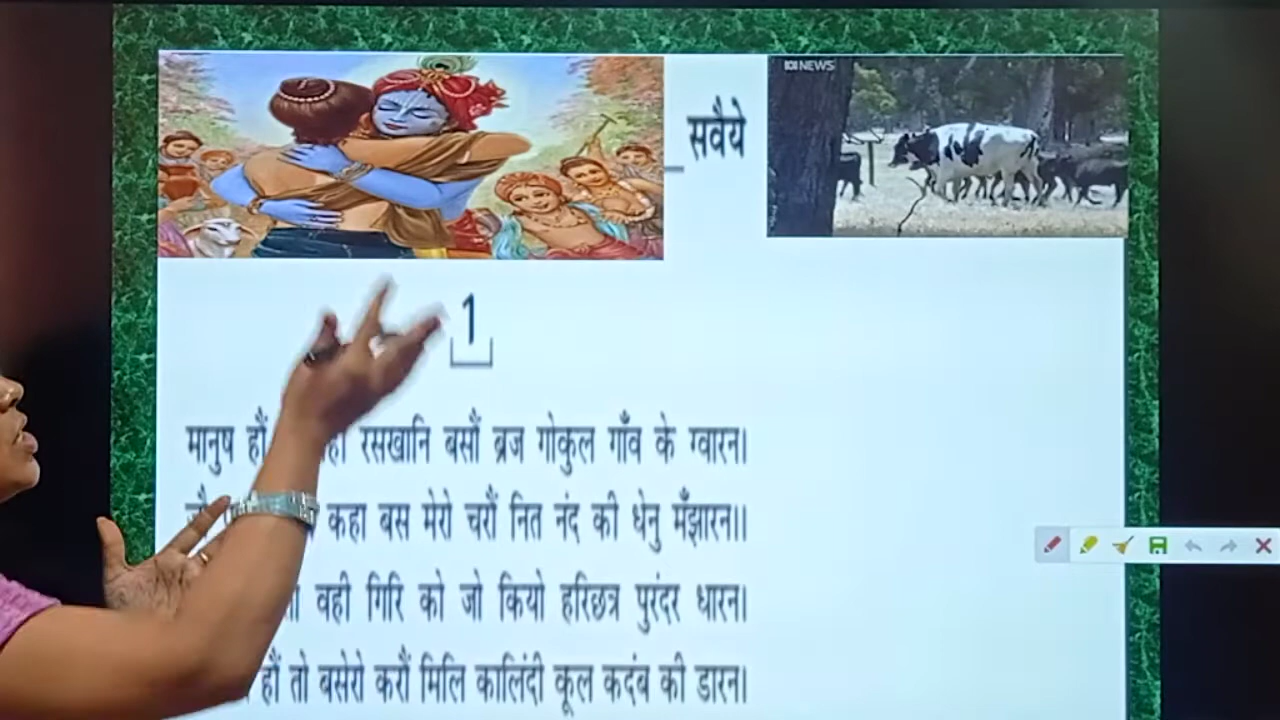 NEWS
सवैये
1
मानुष हौं रसखानि बसौं ब्रज गोकुल गाँव के ग्वारन।
कहा बस मेरो चरौं नित नंद की धेनु मँझारन।।
वही गिरि को जो कियो हरिछत्र पुरंदर धारन।
हौं तो बसेरो करौं मिलि कालिंदी कूल कदंब की डारन।